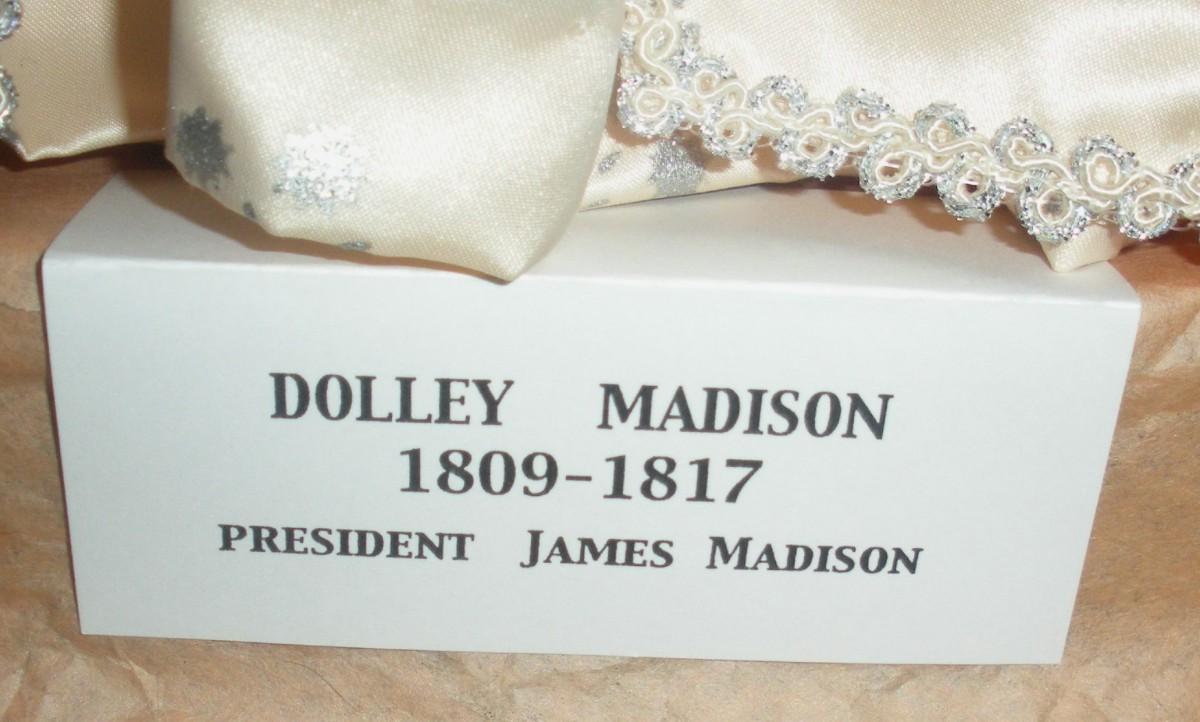 DOLLEY MADISON
1809-1817
PRESIDENT JAMES MADISON